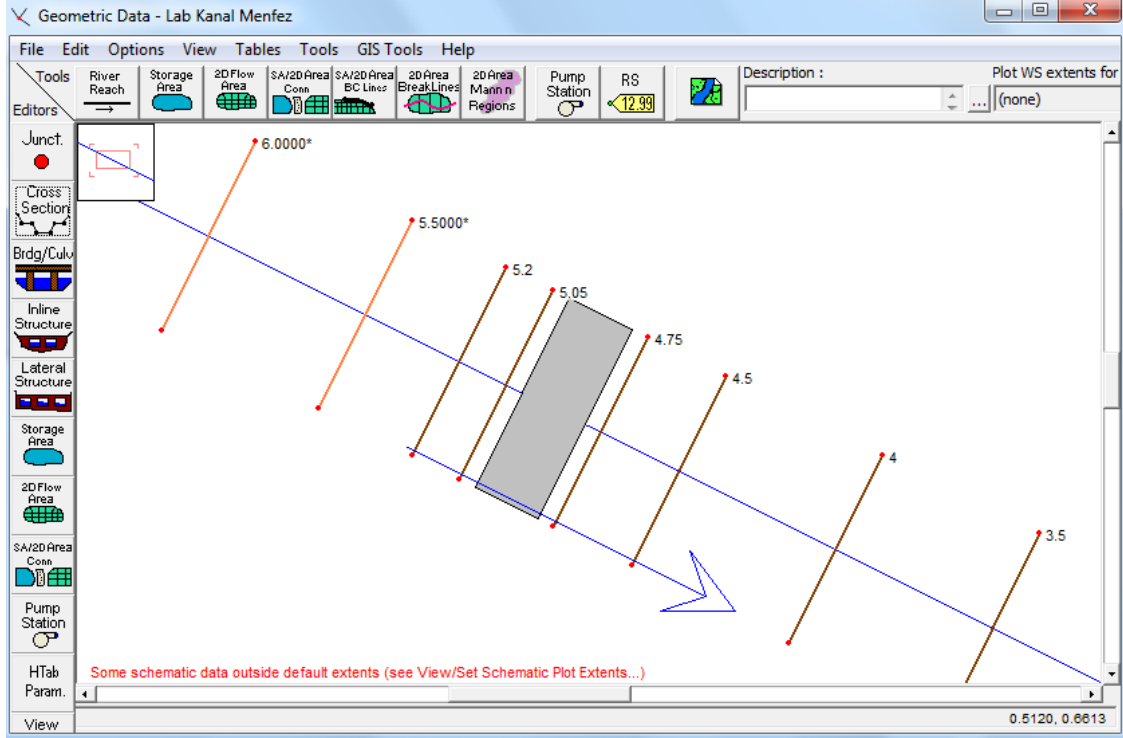 Geometric Data - Lab Kanal Menfez
File Edit Options View Tables Tools GIS Tools Help
Tools
Editors
River
Reach
Storage
Area
2D Flow
Area
SA/2D Area
Conn
SA/2D Area
BC Lines
2D Area
BreakLines
2D Area
Mann n
Regions
Pump
Station
RS
12.99
Description :
...
Plot WS extents for
(none)
Junct.
Cross
Section
Brdg/Culv
Inline
Structure
Lateral
Structure
Storage
Area
2D Flow
Area
SA/2D Area
Conn
Pump
Station
HTab
Param.
View
6.0000*
5.5000*
5.2
5.05
4.75
4.5
4
3.5
Some schematic data outside default extents (see View/Set Schematic Plot Extents...)
0.5120, 0.6613